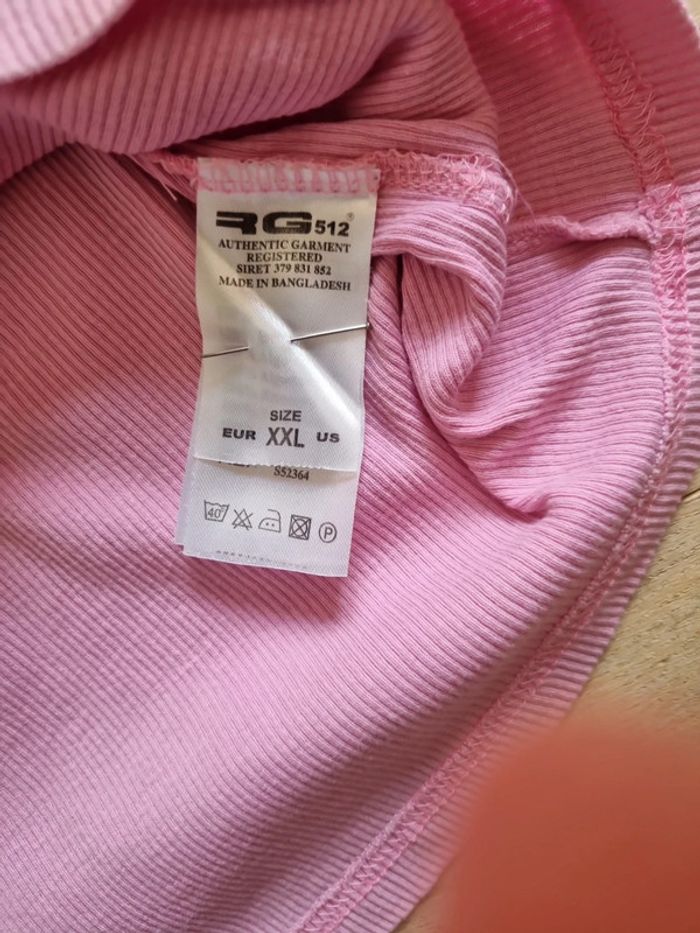 RG512®
AUTHENTIC GARMENT
REGISTERED
SIRET 379 831 852
MADE IN BANGLADESH
SIZE
EUR XXL US
S52364
40°
P